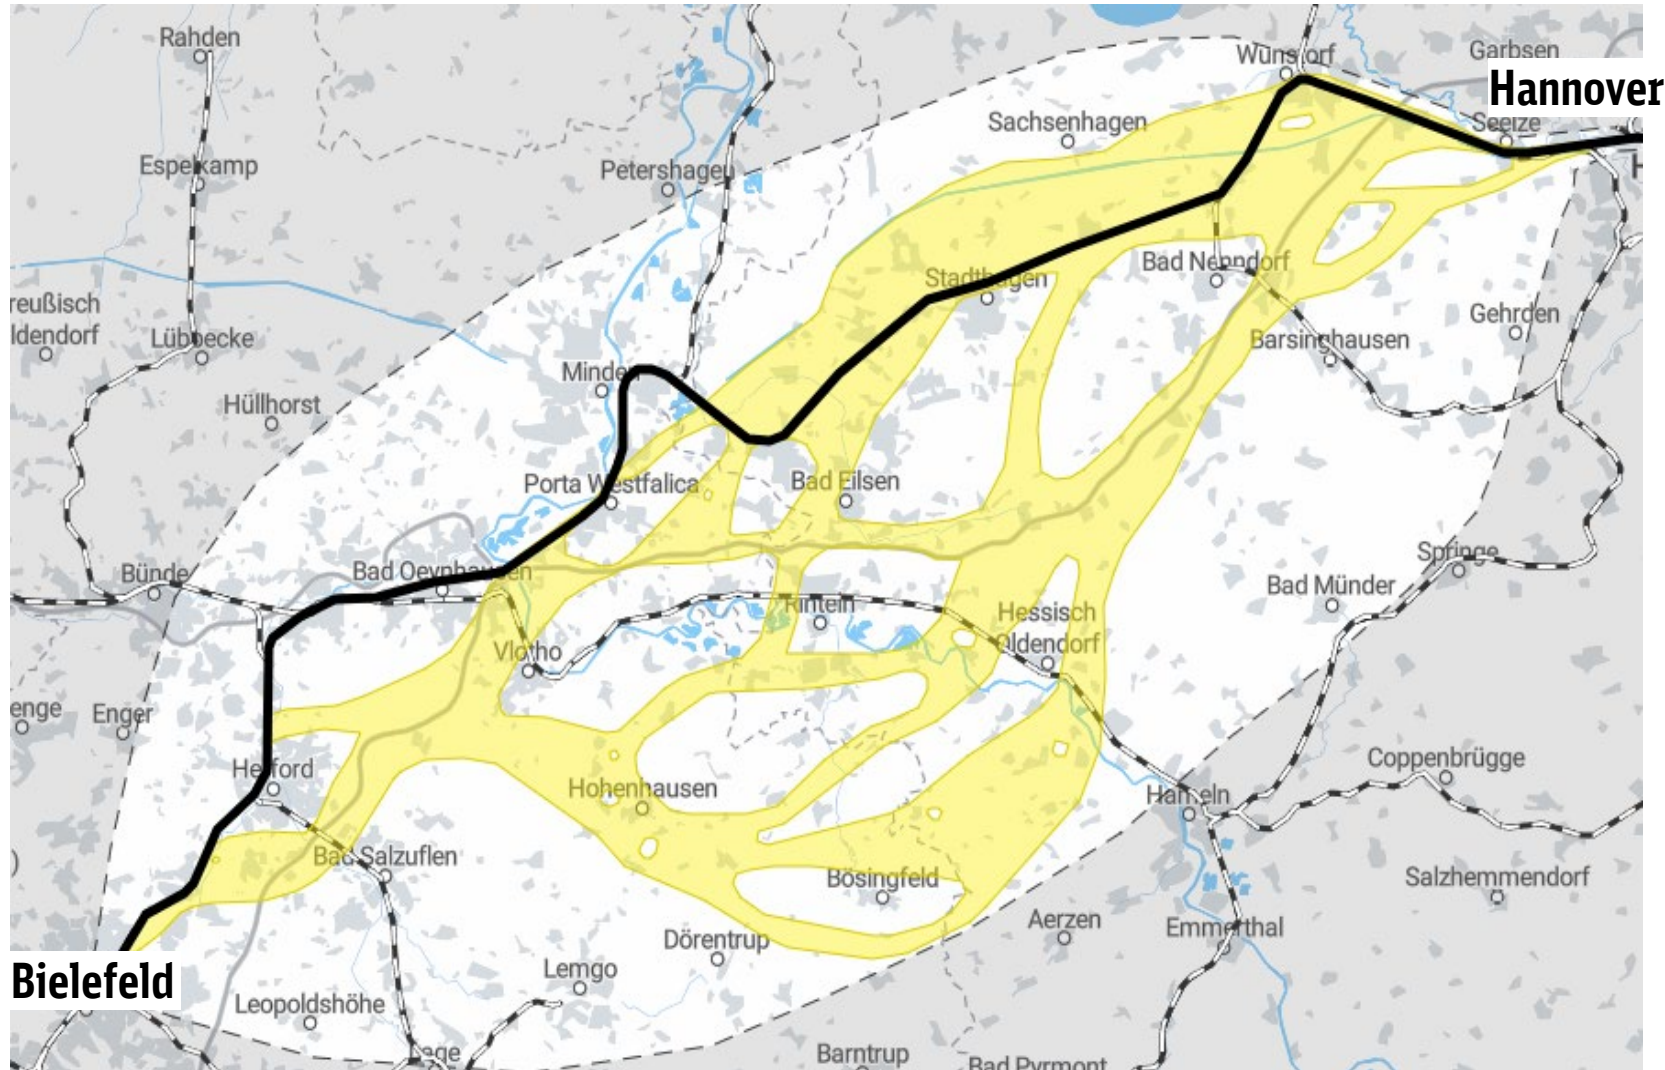 Rahden
Wunstorf
Garbsen
Hannover
Sachsenhagen
Seelze
Espelkamp
Petershagen
H
Bad Nenndorf
Stadthagen
reußisch
ldendorf
Lübbecke
Gehrden
Barsinghausen
Minden
Hüllhorst
Porta Westfalica
Bad Eilsen
Springe
Bünde
Bad Oeynhausen
Bad Münder
Rinteln
Hessisch
Oldendorf
Vlotho
enge
Enger
Coppenbrügge
Herford
Hohenhausen
Hameln
Bad Salzuflen
)
Bösingfeld
Salzhemmendorf
Aerzen
Emmerthal
Dörentrup
Bielefeld
Lemgo
Leopoldshöhe
age
Barntrup
Bad Pyrmont